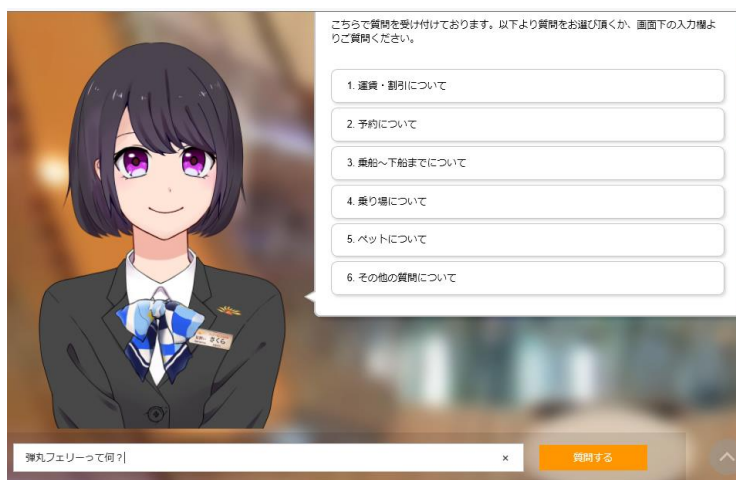 こちらで質問を受け付けております。以下より質問をお選び頂くか、画面下の入力欄よ
りご質問ください。
1. 運賃・割引について
2. 予約について
3. 乗船～下船までについて
4. 乗り場について
5. ペットについて
6. その他の質問について
さくら
弾丸フェリーって何？
×
質問する